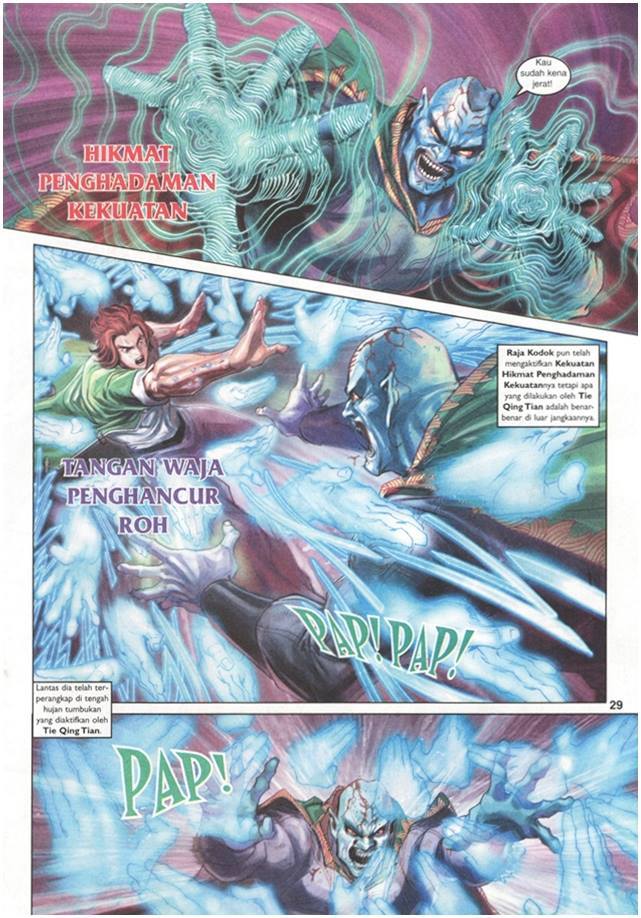 Kau
sudah kena
jerat!
HIKMAT
PENGHADAMAN
KEKUATAN
Raja Kodok pun telah
mengaktifkan Kekuatan
Hikmat Penghadaman
Kekuatannya tetapi apa
yang dilakukan oleh Tie
Qing Tian adalah benar-
benar di luar jangkaannya.
TANGAN WAJA
PENGHANCUR
ROH
PAP! PAP!
Lantas dia telah ter-
perangkap di tengah
hujan tumbukan
yang diaktifkan oleh
Tie Qing Tian.
29
PAP!